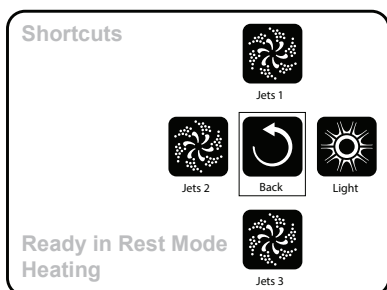 Shortcuts
Jets 1
Jets 2
Back
Light
Ready in Rest Mode
Heating
Jets 3